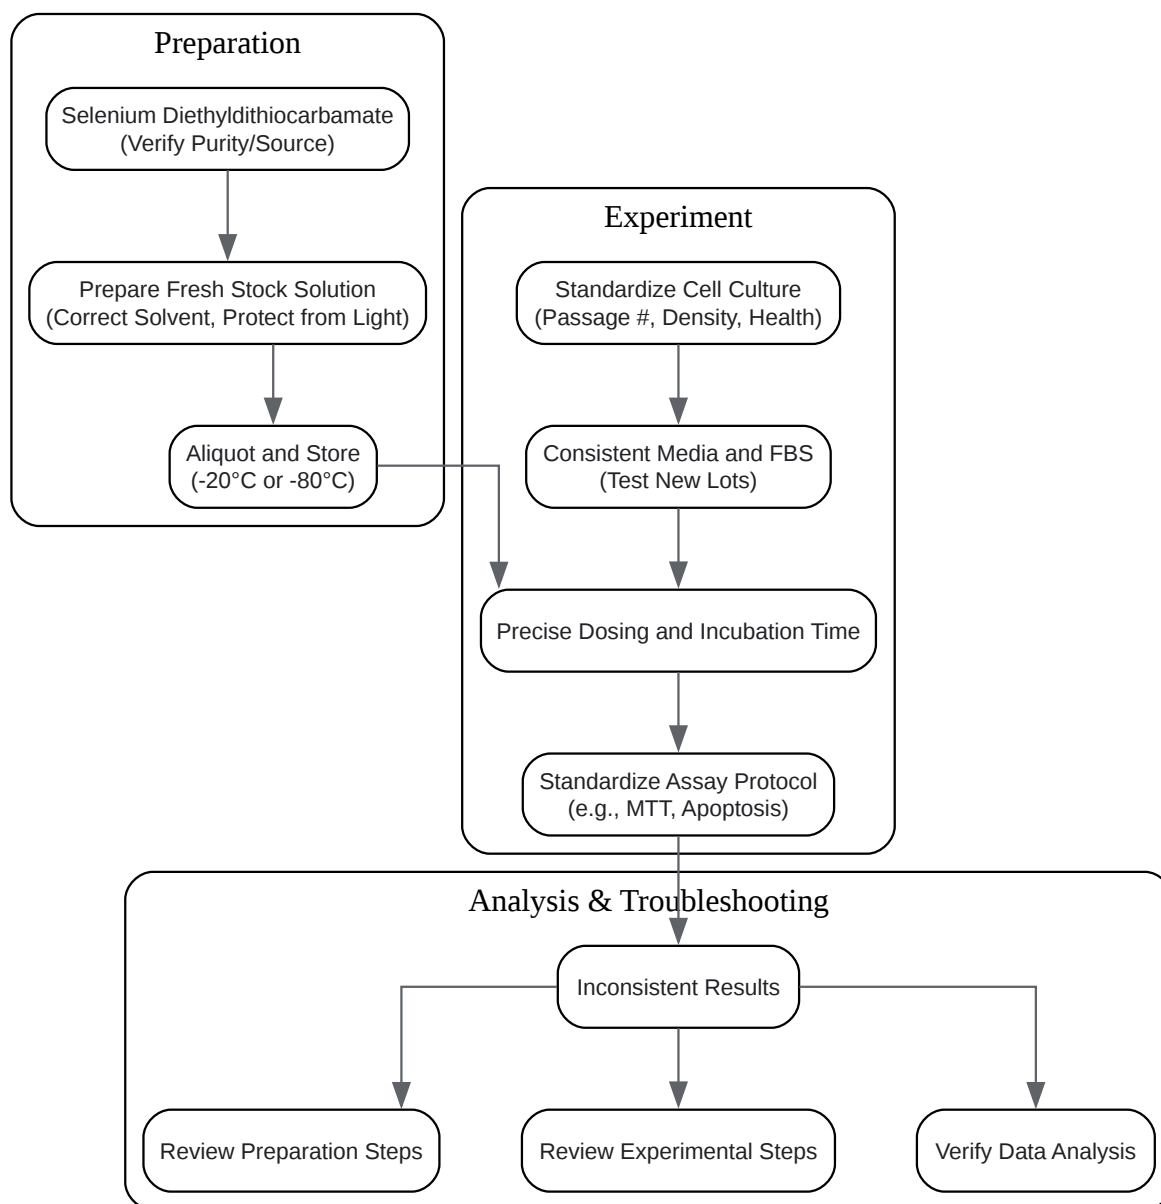 Preparation
Selenium Diethyldithiocarbamate
(Verify Purity/Source)
Prepare Fresh Stock Solution
(Correct Solvent, Protect from Light)
Aliquot and Store
(-20°C or -80°C)
Experiment
Standardize Cell Culture
(Passage #, Density, Health)
Consistent Media and FBS
(Test New Lots)
Precise Dosing and Incubation Time
Standardize Assay Protocol
(e.g., MTT, Apoptosis)
Analysis & Troubleshooting
Inconsistent Results
Review Preparation Steps
Review Experimental Steps
Verify Data Analysis